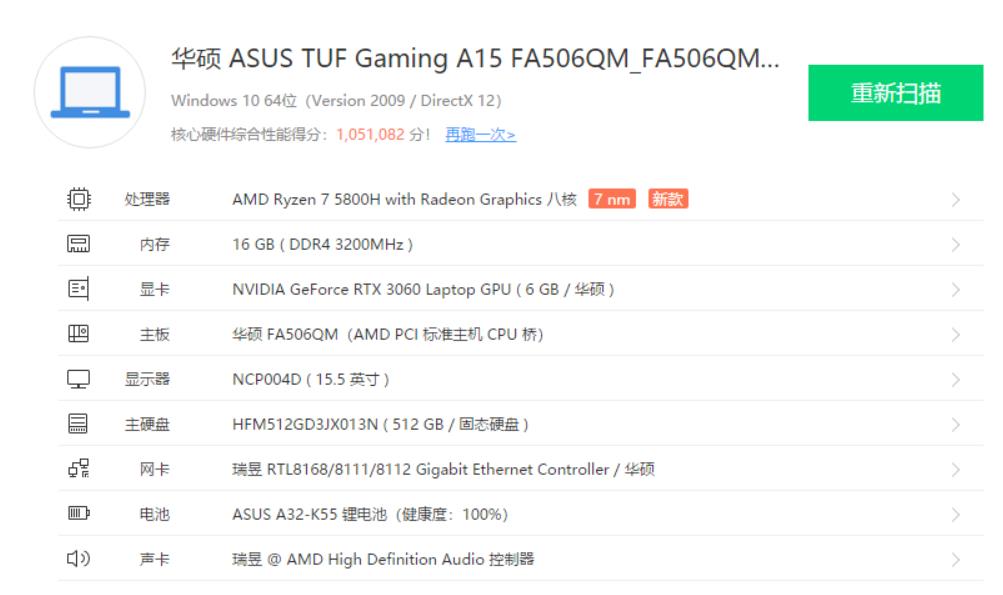 华硕 ASUS TUF Gaming A15 FA506QM_FA506QM...
Windows 10 64位（Version 2009 / DirectX 12）
核心硬件综合性能得分：1,051,082 分！ 再跑一次>
重新扫描
处理器 AMD Ryzen 7 5800H with Radeon Graphics 八核 7 nm 新款
内存 16 GB ( DDR4 3200MHz )
显卡 NVIDIA GeForce RTX 3060 Laptop GPU ( 6 GB / 华硕 )
主板 华硕 FA506QM（AMD PCI 标准主机 CPU 桥）
显示器 NCP004D ( 15.5 英寸 )
主硬盘 HFM512GD3JX013N ( 512 GB / 固态硬盘 )
网卡 瑞昱 RTL8168/8111/8112 Gigabit Ethernet Controller / 华硕
电池 ASUS A32-K55 锂电池（健康度：100%）
声卡 瑞昱 @ AMD High Definition Audio 控制器